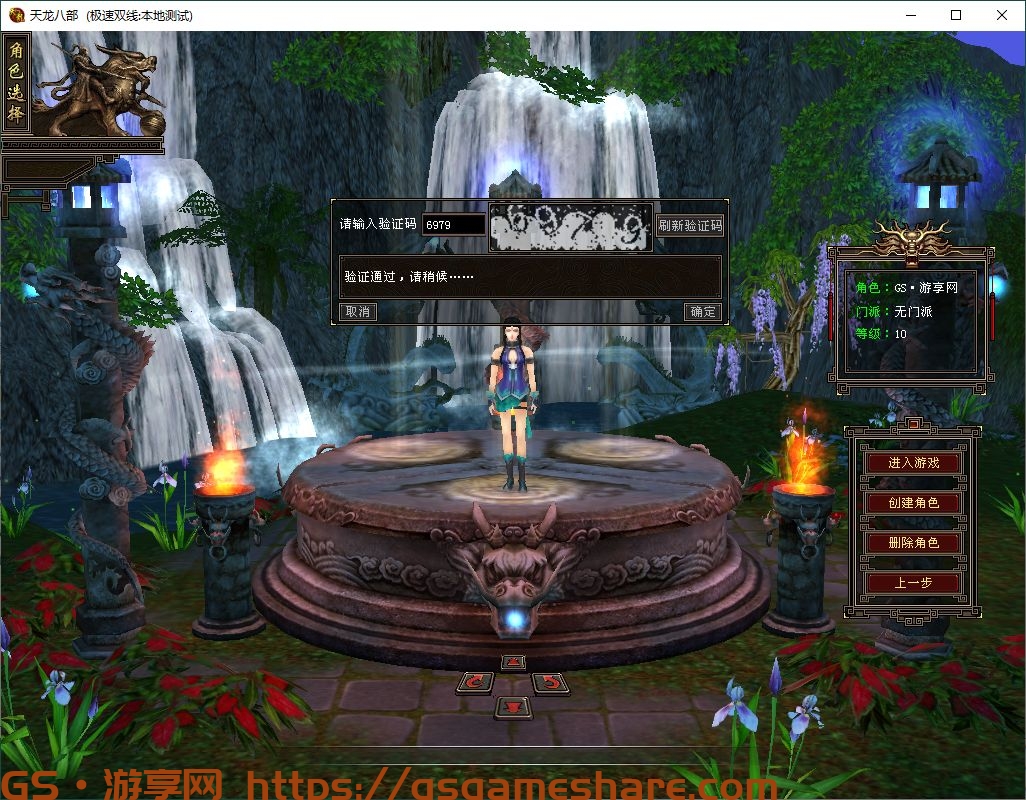 天龙八部 (极速双线:本地测试)
角色选择
请输入验证码 6979 6979 刷新验证码
验证通过，请稍候……
取消 确定
角色：GS·游享网
门派：无门派
等级：10
进入游戏
创建角色
删除角色
上一步
GS·游享网 https://gsgameshare.com